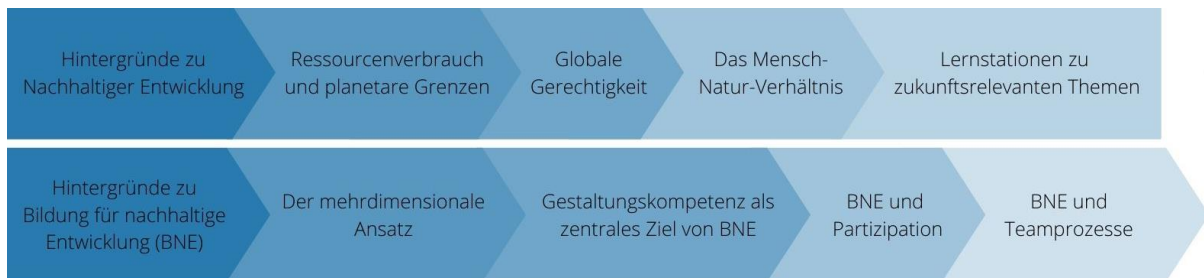 Hintergründe zu
Nachhaltiger Entwicklung
Ressourcenverbrauch
und planetare Grenzen
Globale
Gerechtigkeit
Das Mensch-
Natur-Verhältnis
Lernstationen zu
zukunftsrelevanten Themen
Hintergründe zu
Bildung für nachhaltige
Entwicklung (BNE)
Der mehrdimensionale
Ansatz
Gestaltungskompetenz als
zentrales Ziel von BNE
BNE und
Partizipation
BNE und
Teamprozesse